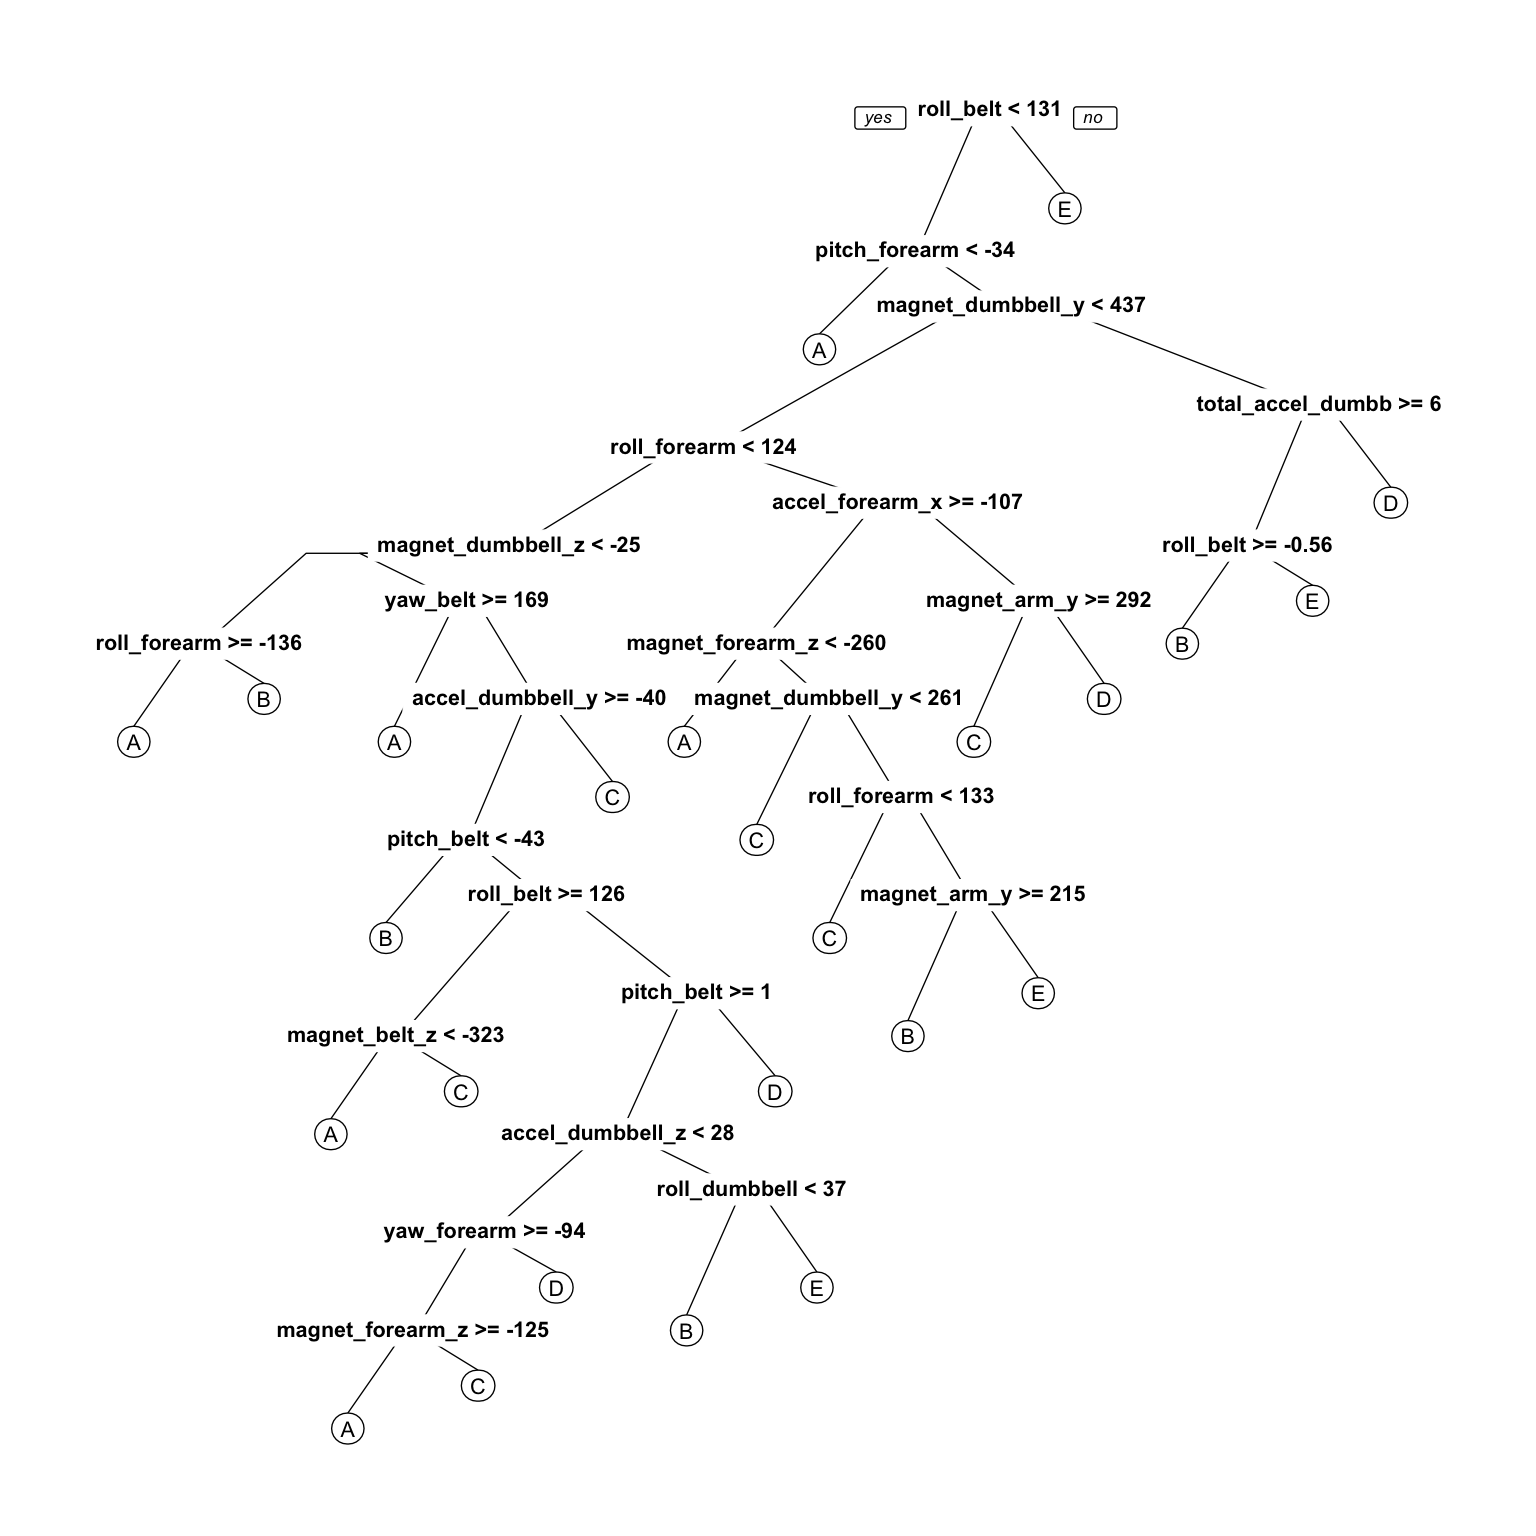 yes roll_belt < 131 no
E
pitch_forearm < -34
magnet_dumbbell_y < 437
A
total_accel_dumbb >= 6
roll_forearm < 124
accel_forearm_x >= -107
D
magnet_dumbbell_z < -25
roll_belt >= -0.56
yaw_belt >= 169
magnet_arm_y >= 292
E
roll_forearm >= -136
magnet_forearm_z < -260
B
B
accel_dumbbell_y >= -40
magnet_dumbbell_y < 261
D
A
A
A
C
C
roll_forearm < 133
pitch_belt < -43
C
roll_belt >= 126
magnet_arm_y >= 215
B
C
pitch_belt >= 1
E
magnet_belt_z < -323
B
C
D
A
accel_dumbbell_z < 28
roll_dumbbell < 37
yaw_forearm >= -94
D
E
magnet_forearm_z >= -125
B
C
A